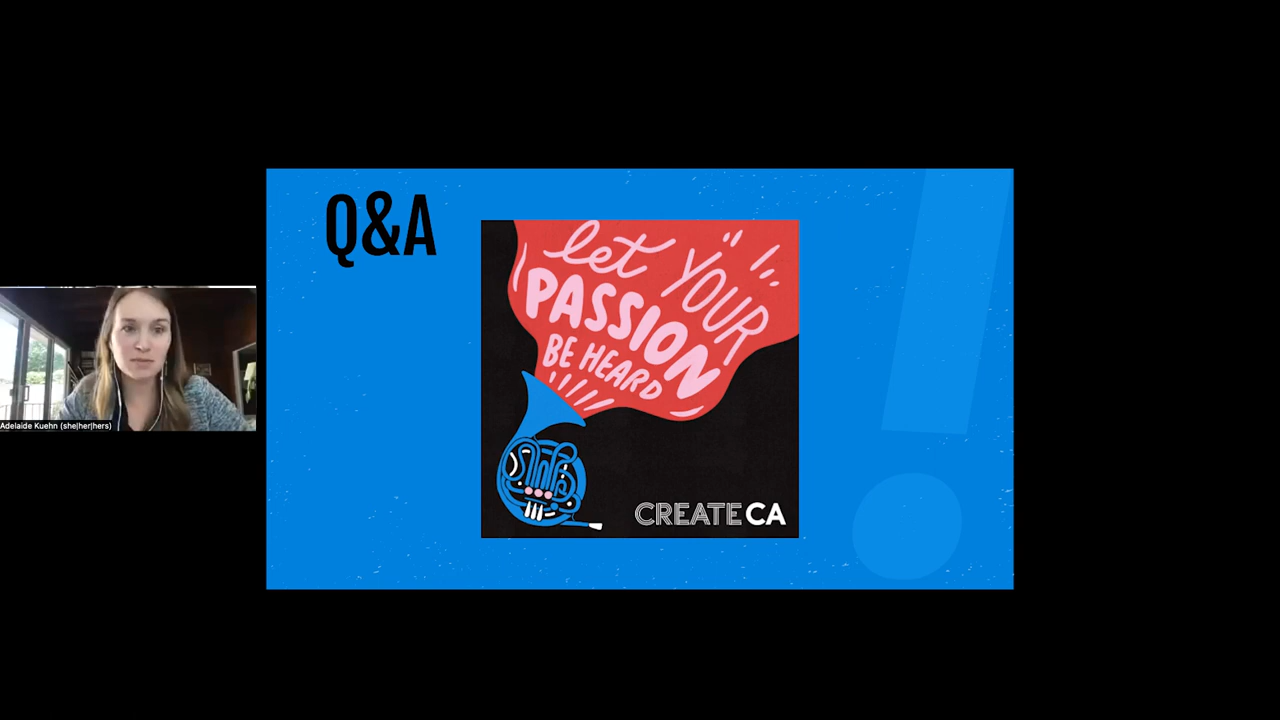 Q&A
let YOUR
PASSION
BE HEARD
CREATE CA
Adelaide Kuehn (she|her|hers)